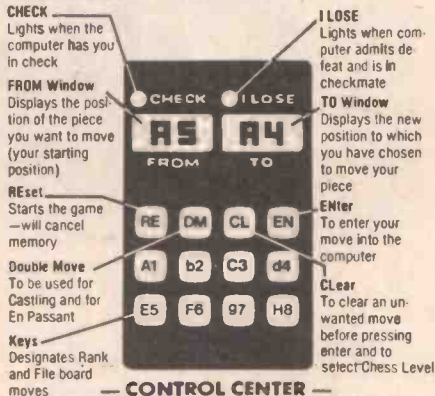 CHECK
Lights when the
computer has you
in check
FROM Window
Displays the posi-
tion of the piece
you want to move
(your starting
position)
REset
Starts the game
—will cancel
memory
Double Move
To be used for
Castling and for
En Passant
Keys
Designates Rank
and File board
moves
CHECK I LOSE
A5 A4
FROM TO
RE DM CL EN
A1 b2 C3 d4
E5 F6 g7 H8
I LOSE
Lights when com-
puter admits de
feat and is in
checkmate
TO Window
Displays the new
position to which
you have chosen
to move your
piece
ENter
To enter your
move into the
computer
CLear
To clear an un-
wanted move
before pressing
enter and to
select Chess Level
— CONTROL CENTER —